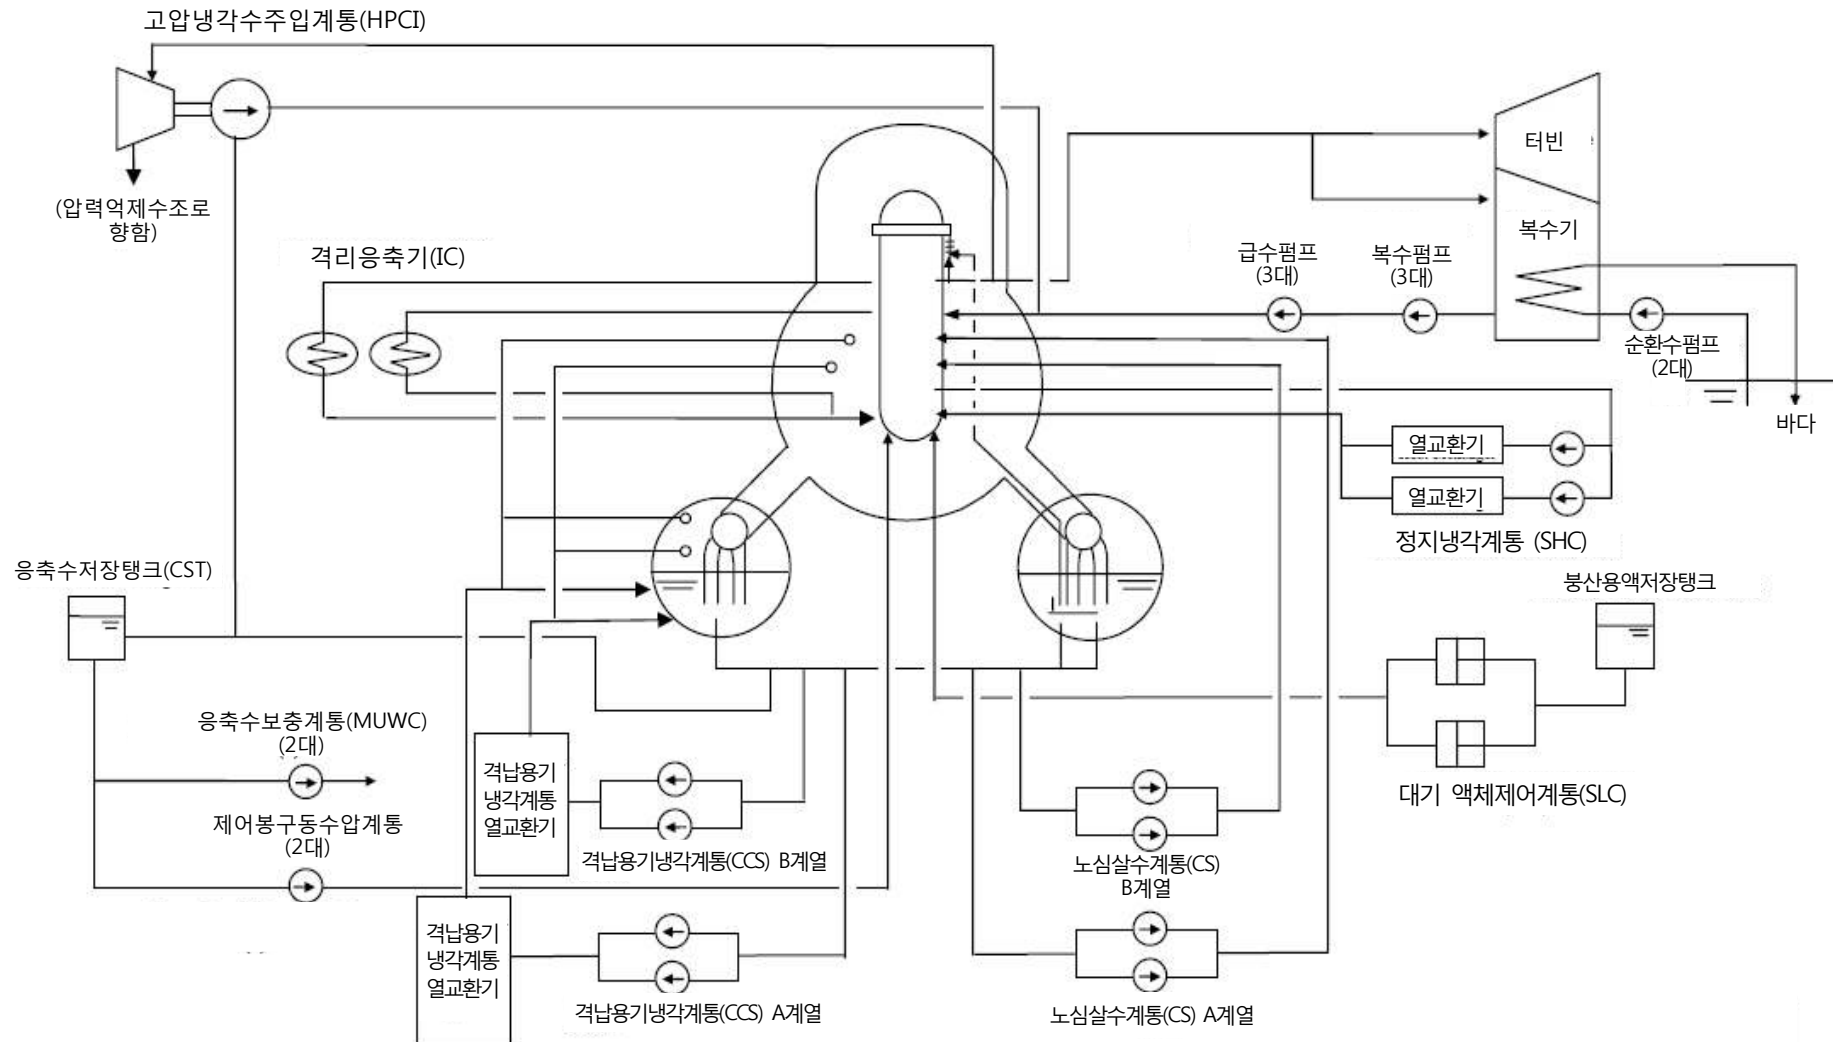 고압냉각수주입계통(HPCI)
(압력억제수조로
향함)
격리응축기(IC)
터빈
복수기
급수펌프
(3대)
복수펌프
(3대)
순환수펌프
(2대)
바다
열교환기
열교환기
정지냉각계통 (SHC)
응축수저장탱크(CST)
붕산용액저장탱크
응축수보충계통(MUWC)
(2대)
제어봉구동수압계통
(2대)
격납용기
냉각계통
열교환기
격납용기냉각계통(CCS) B계열
노심살수계통(CS)
B계열
대기 액체제어계통(SLC)
격납용기
냉각계통
열교환기
격납용기냉각계통(CCS) A계열
노심살수계통(CS) A계열